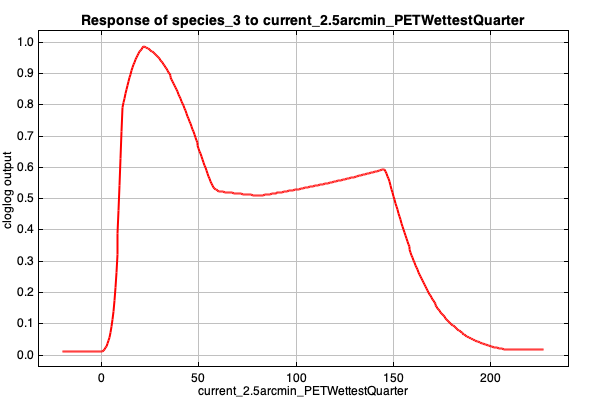 Response of species_3 to current_2.5arcmin_PETWettestQuarter
1.0
0.9
0.8
0.7
0.6
0.5
0.4
0.3
0.2
0.1
0.0
cloglog output
0 50 100 150 200
current_2.5arcmin_PETWettestQuarter